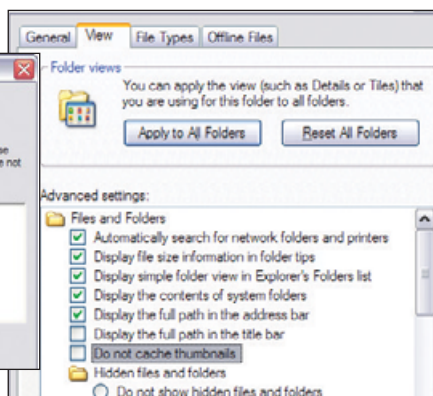 General View File Types Offline Files
Folder views
You can apply the view (such as Details or Tiles) that
you are using for this folder to all folders.
Apply to All Folders Reset All Folders
se
e not
Advanced settings:
Files and Folders
Automatically search for network folders and printers
Display file size information in folder tips
Display simple folder view in Explorer's Folders list
Display the contents of system folders
Display the full path in the address bar
Display the full path in the title bar
Do not cache thumbnails
Hidden files and folders
Do not show hidden files and folders